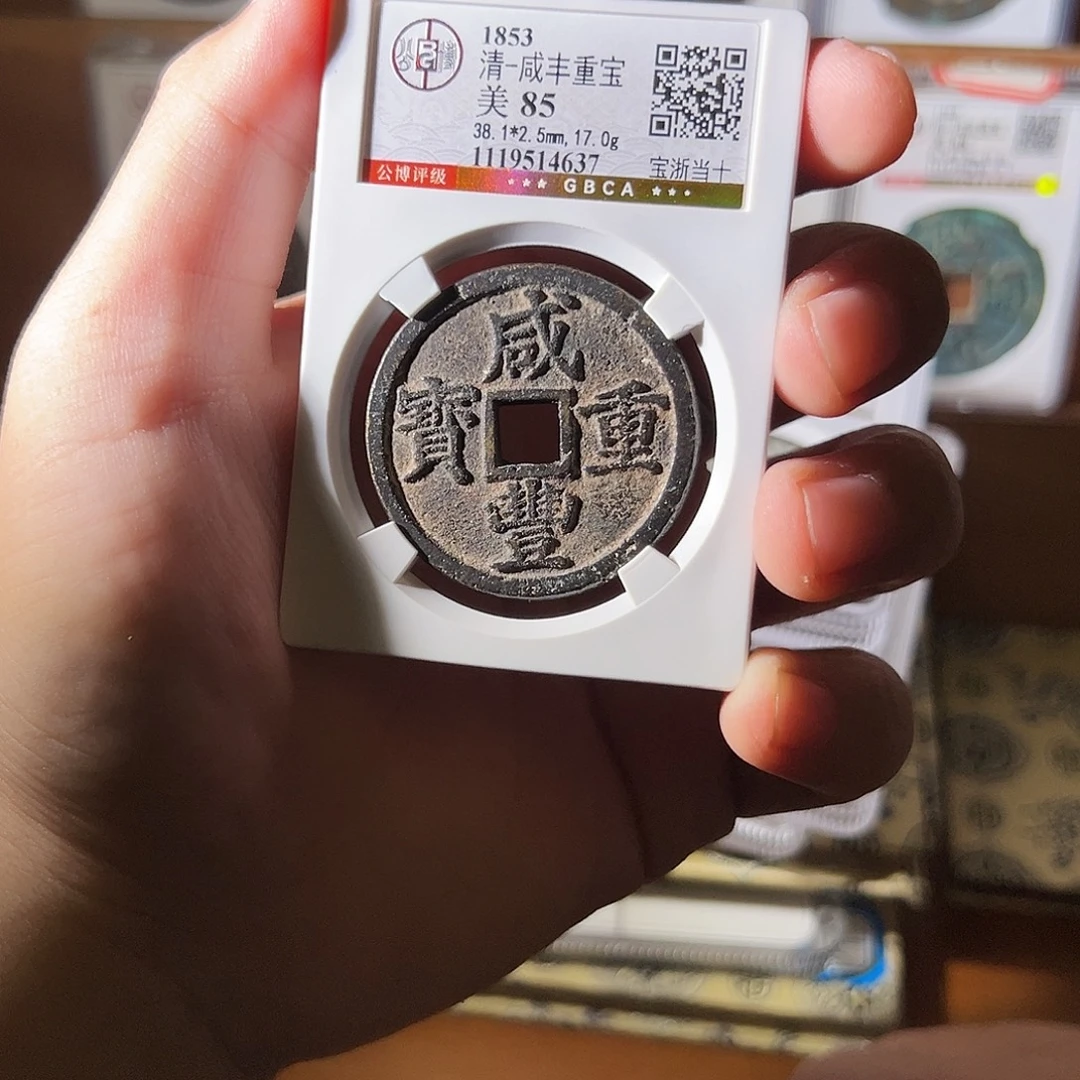 1853
清-咸丰重宝
美 85
38.1*2.5mm,17.0g
1119514637
宝浙当十
公博评级
★★★ GBCA ★★★
咸
寶 重
豐